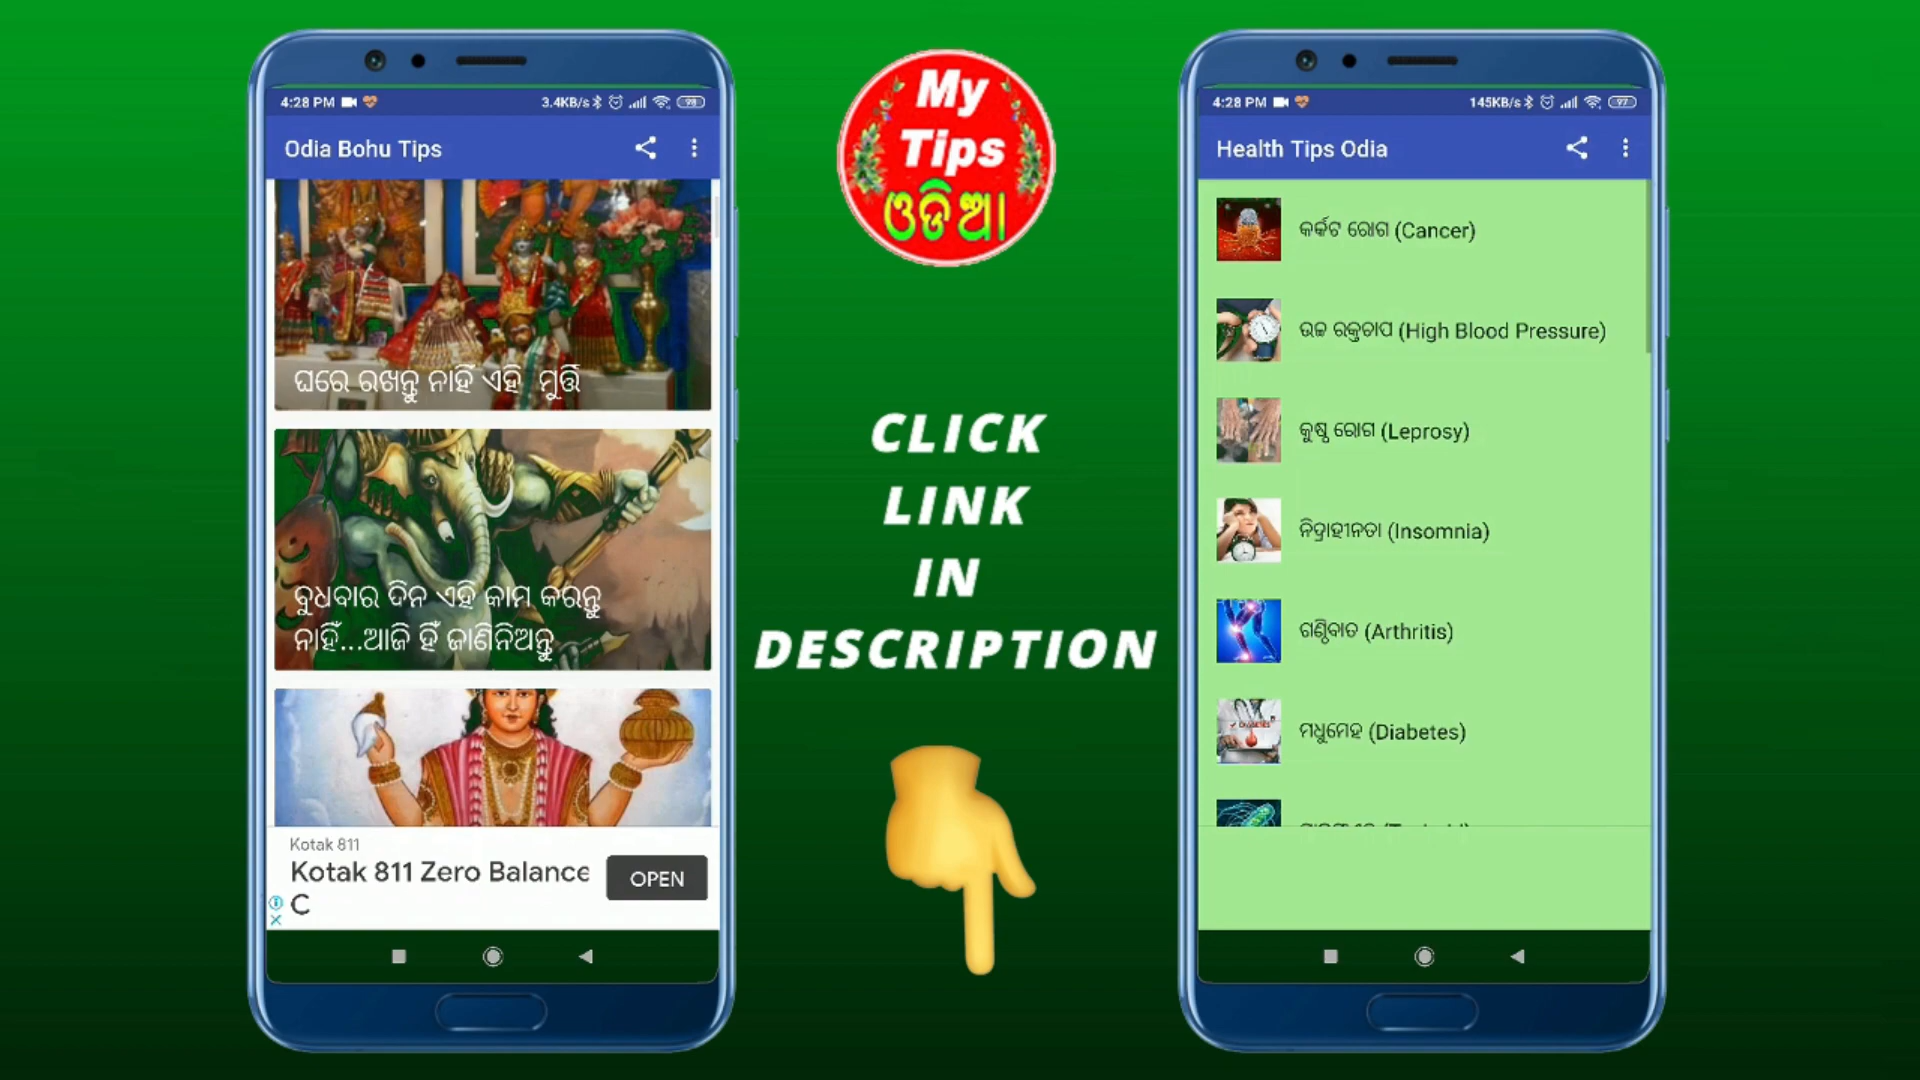 4:28 PM
3.4KB/s
98
Odia Bohu Tips
ଘରେ ରଖନ୍ତୁ ନାହିଁ ଏହି ମୁର୍ତ୍ତି
ବୁଧବାର ଦିନ ଏହି କାମ କରନ୍ତୁ
ନାହିଁ...ଆଜି ହିଁ ଜାଣିନିଅନ୍ତୁ
Kotak 811
Kotak 811 Zero Balance
C
OPEN
My
Tips
ଓଡିଆ
CLICK
LINK
IN
DESCRIPTION
4:28 PM
145KB/s
97
Health Tips Odia
କର୍କଟ ରୋଗ (Cancer)
ଉଚ୍ଚ ରକ୍ତଚାପ (High Blood Pressure)
କୁଷ୍ଠ ରୋଗ (Leprosy)
ନିଦ୍ରାହୀନତା (Insomnia)
ଗଣ୍ଠିବାତ (Arthritis)
ମଧୁମେହ (Diabetes)